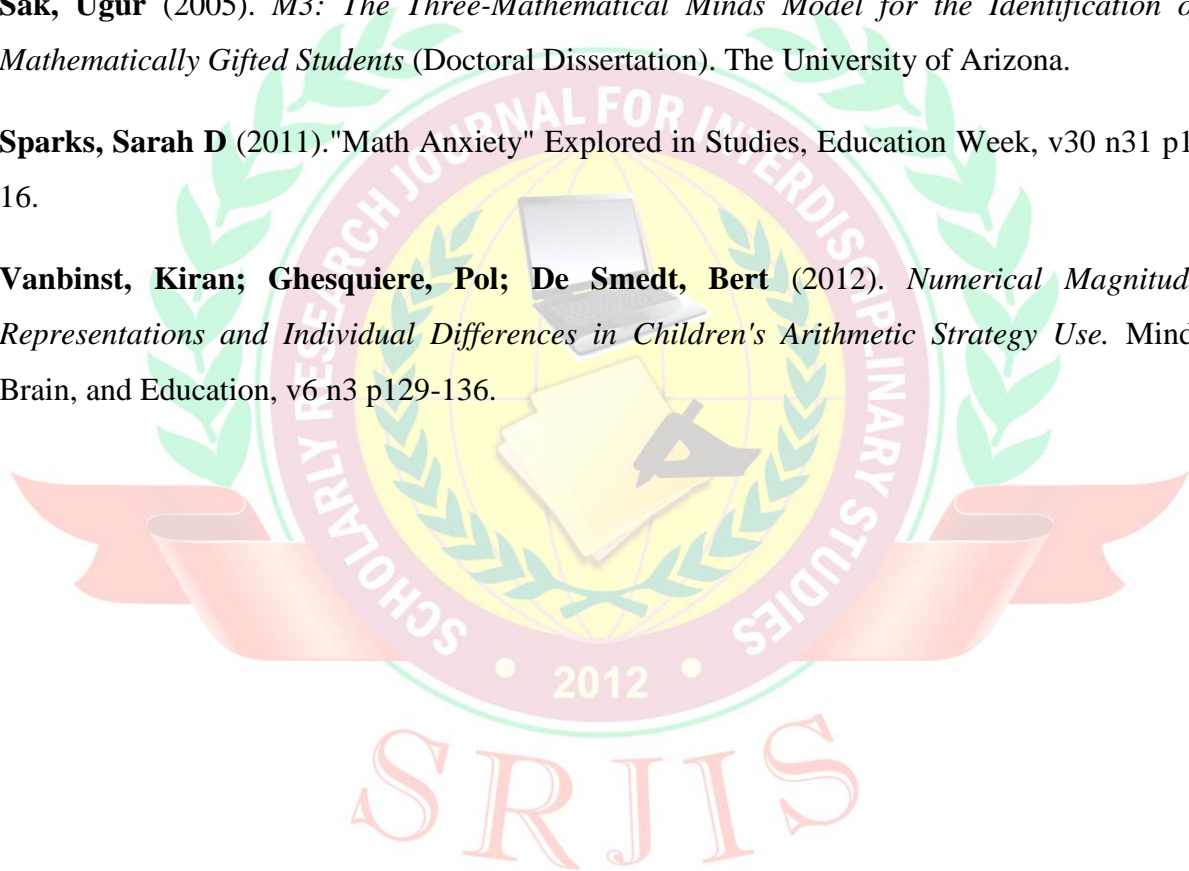 Sak, Ugur (2005). M3: The Three-Mathematical Minds Model for the Identification o
Mathematically Gifted Students (Doctoral Dissertation). The University of Arizona.
Sparks, Sarah D (2011)."Math Anxiety" Explored in Studies, Education Week, v30 n31 p1
16.
Vanbinst, Kiran; Ghesquiere, Pol; De Smedt, Bert (2012). Numerical Magnitud
Representations and Individual Differences in Children's Arithmetic Strategy Use. Mind
Brain, and Education, v6 n3 p129-136.
SCHOLARLY RESEARCH JOURNAL FOR INTERDISCIPLINARY STUDIES
• 2012 •
SRJIS